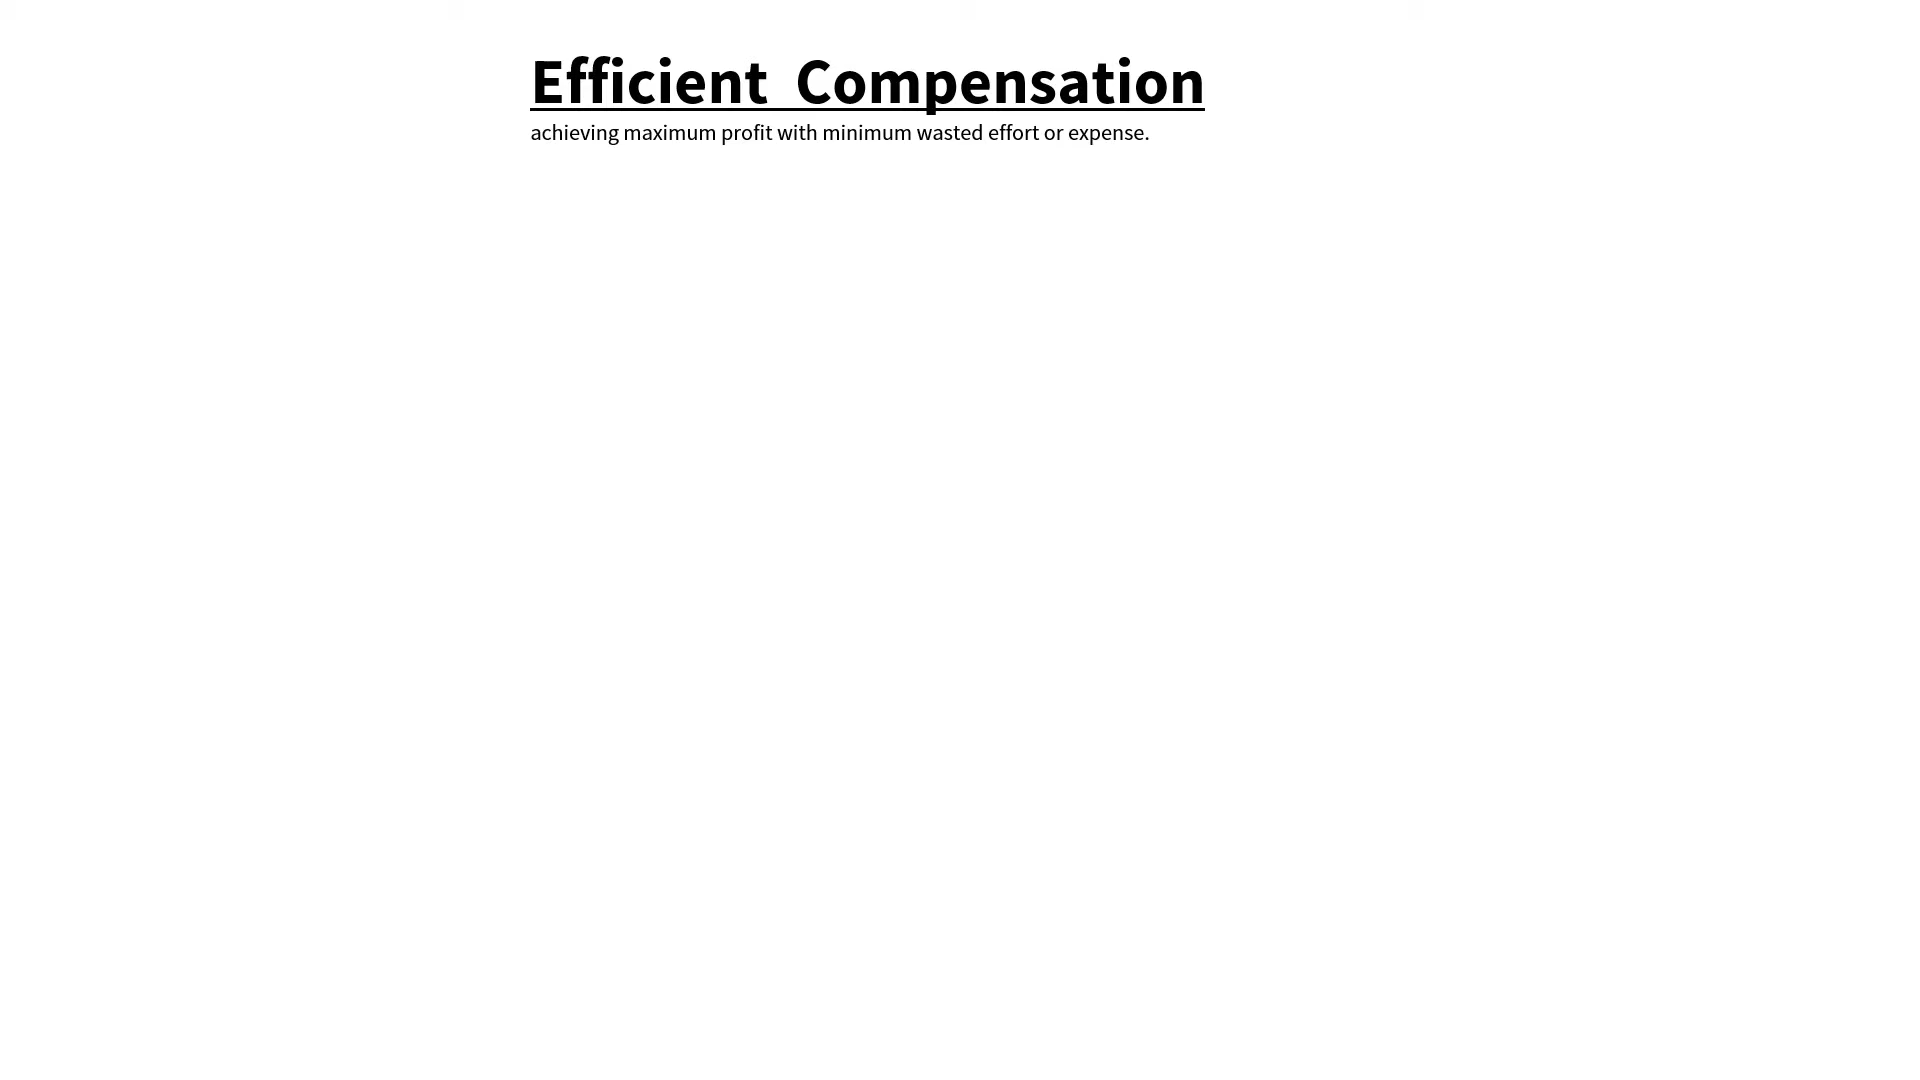 Efficient  Compensation
achieving maximum profit with minimum wasted effort or expense.